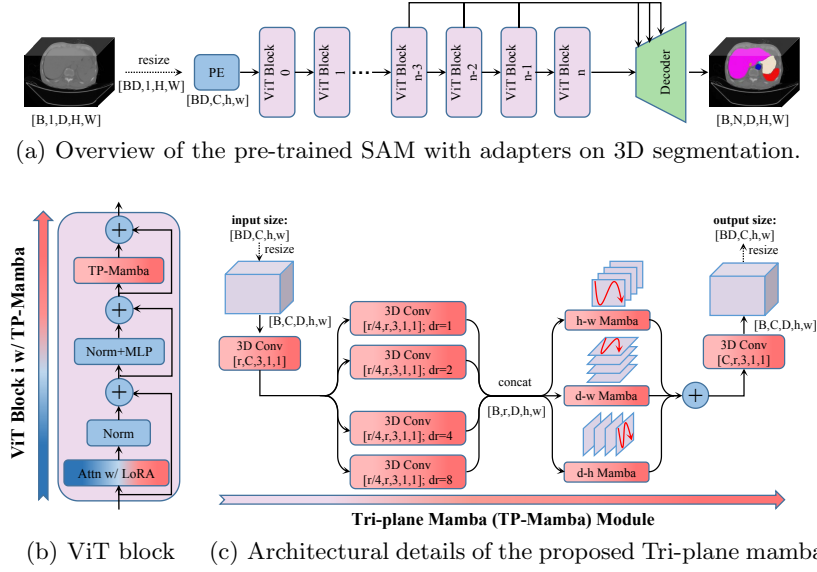 resize
[BD,1,H,W]
[B,1,D,H,W]
PE
[BD,C,h,w]
ViT Block
0
ViT Block
1
ViT Block
n-3
ViT Block
n-2
ViT Block
n-1
ViT Block
n
Decoder
[B,N,D,H,W]
(a) Overview of the pre-trained SAM with adapters on 3D segmentation.
ViT Block i w/ TP-Mamba
TP-Mamba
Norm+MLP
Norm
Attn w/ LoRA
(b) ViT block
input size:
[BD,C,h,w]
resize
[B,C,D,h,w]
3D Conv
[r,C,3,1,1]
3D Conv
[r/4,r,3,1,1]; dr=1
3D Conv
[r/4,r,3,1,1]; dr=2
3D Conv
[r/4,r,3,1,1]; dr=4
3D Conv
[r/4,r,3,1,1]; dr=8
concat
[B,r,D,h,w]
h-w Mamba
d-w Mamba
d-h Mamba
output size:
[BD,C,h,w]
resize
[B,C,D,h,w]
3D Conv
[C,r,3,1,1]
Tri-plane Mamba (TP-Mamba) Module
(c) Architectural details of the proposed Tri-plane mamba